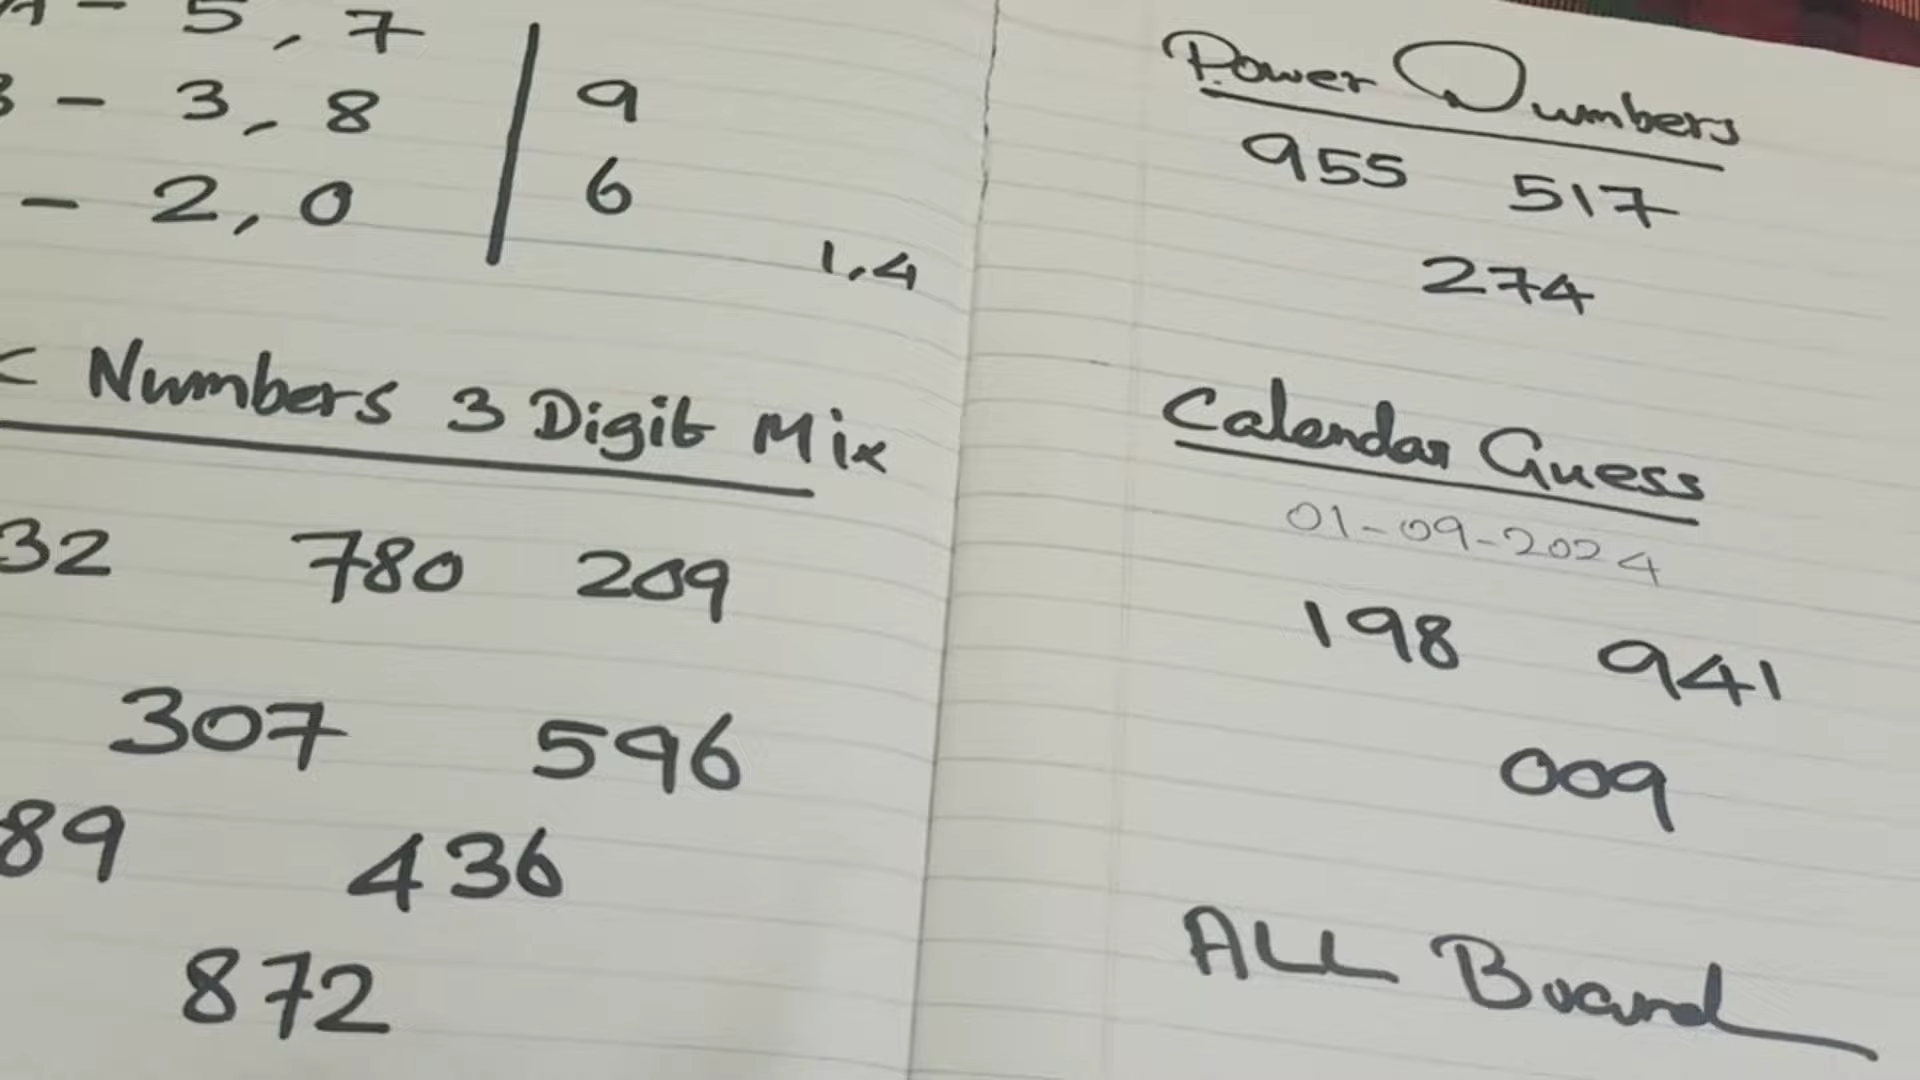 A - 5, 7
B - 3, 8 | 9
- 2, 0 | 6
1,4
C Numbers 3 Digit Mix
32 780 209
307 596
89 436
872
Power Numbers
955 517
274
Calendar Guess
01-09-2024
198 941
009
ALL Board